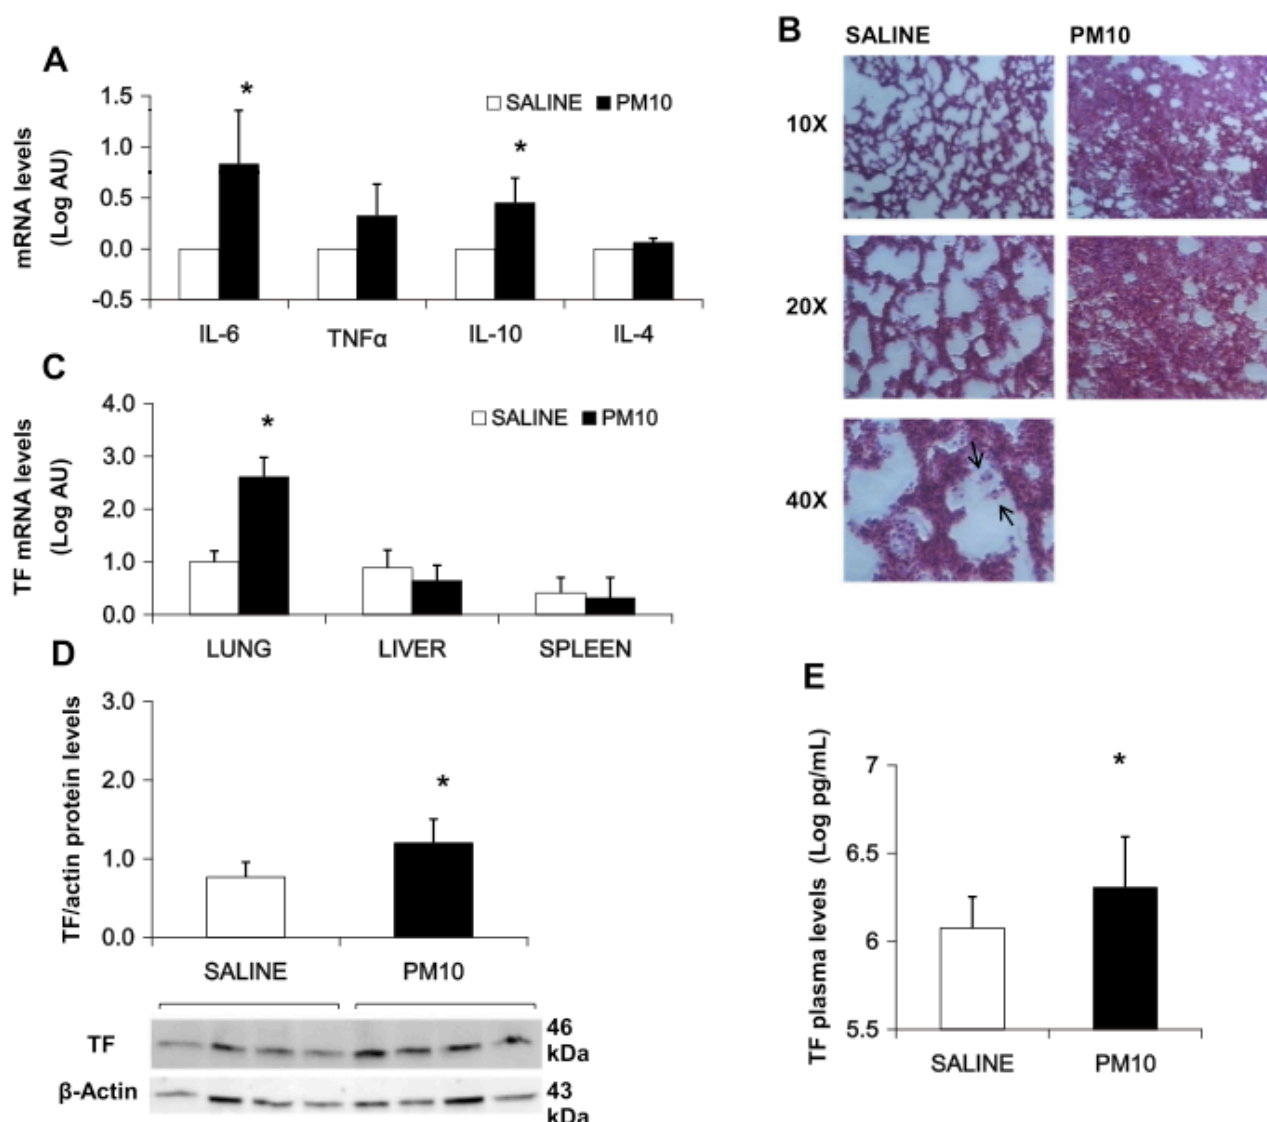 A
mRNA levels
(Log AU)
1.5
1.0
0.5
0.0
-0.5
SALINE PM10
*
*
IL-6 TNFα IL-10 IL-4
B
SALINE PM10
10X
20X
40X
C
TF mRNA levels
(Log AU)
4.0
3.0
2.0
1.0
0.0
SALINE PM10
*
LUNG LIVER SPLEEN
D
TF/actin protein levels
3.0
2.0
1.0
0.0
*
SALINE PM10
TF
46
kDa
β-Actin
43
kDa
E
TF plasma levels (Log pg/mL)
7
6.5
6
5.5
*
SALINE PM10